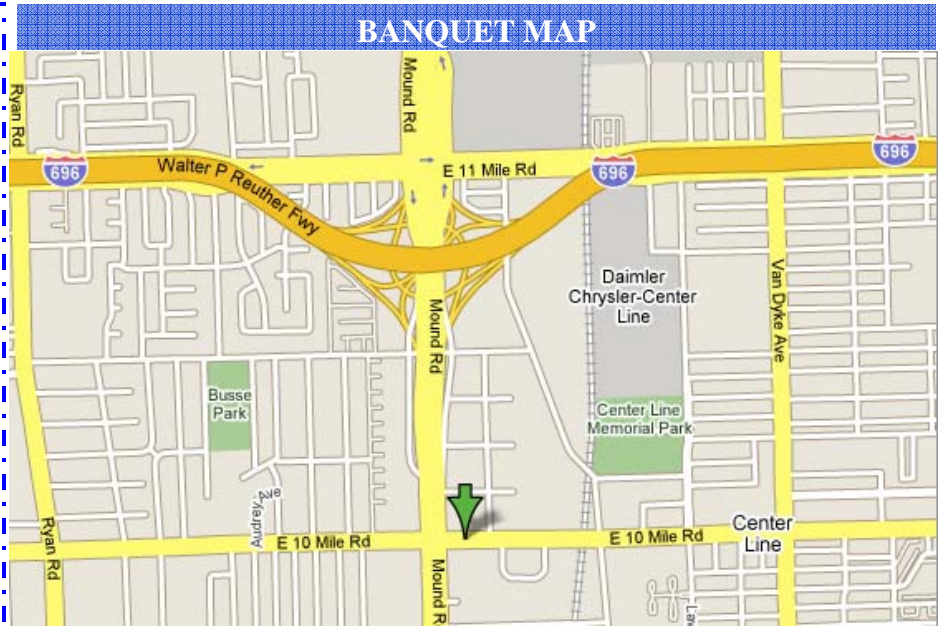 BANQUET MAP
Mound Rd
Ryan Rd
696
Walter P Reuther Fwy
E 11 Mile Rd
696
696
Daimler
Chrysler-Center
Line
Van Dyke Ave
Mound Rd
Busse
Park
Center Line
Memorial Park
Audrey Ave
Ryan Rd
E 10 Mile Rd
E 10 Mile Rd
Center
Line
Mound R